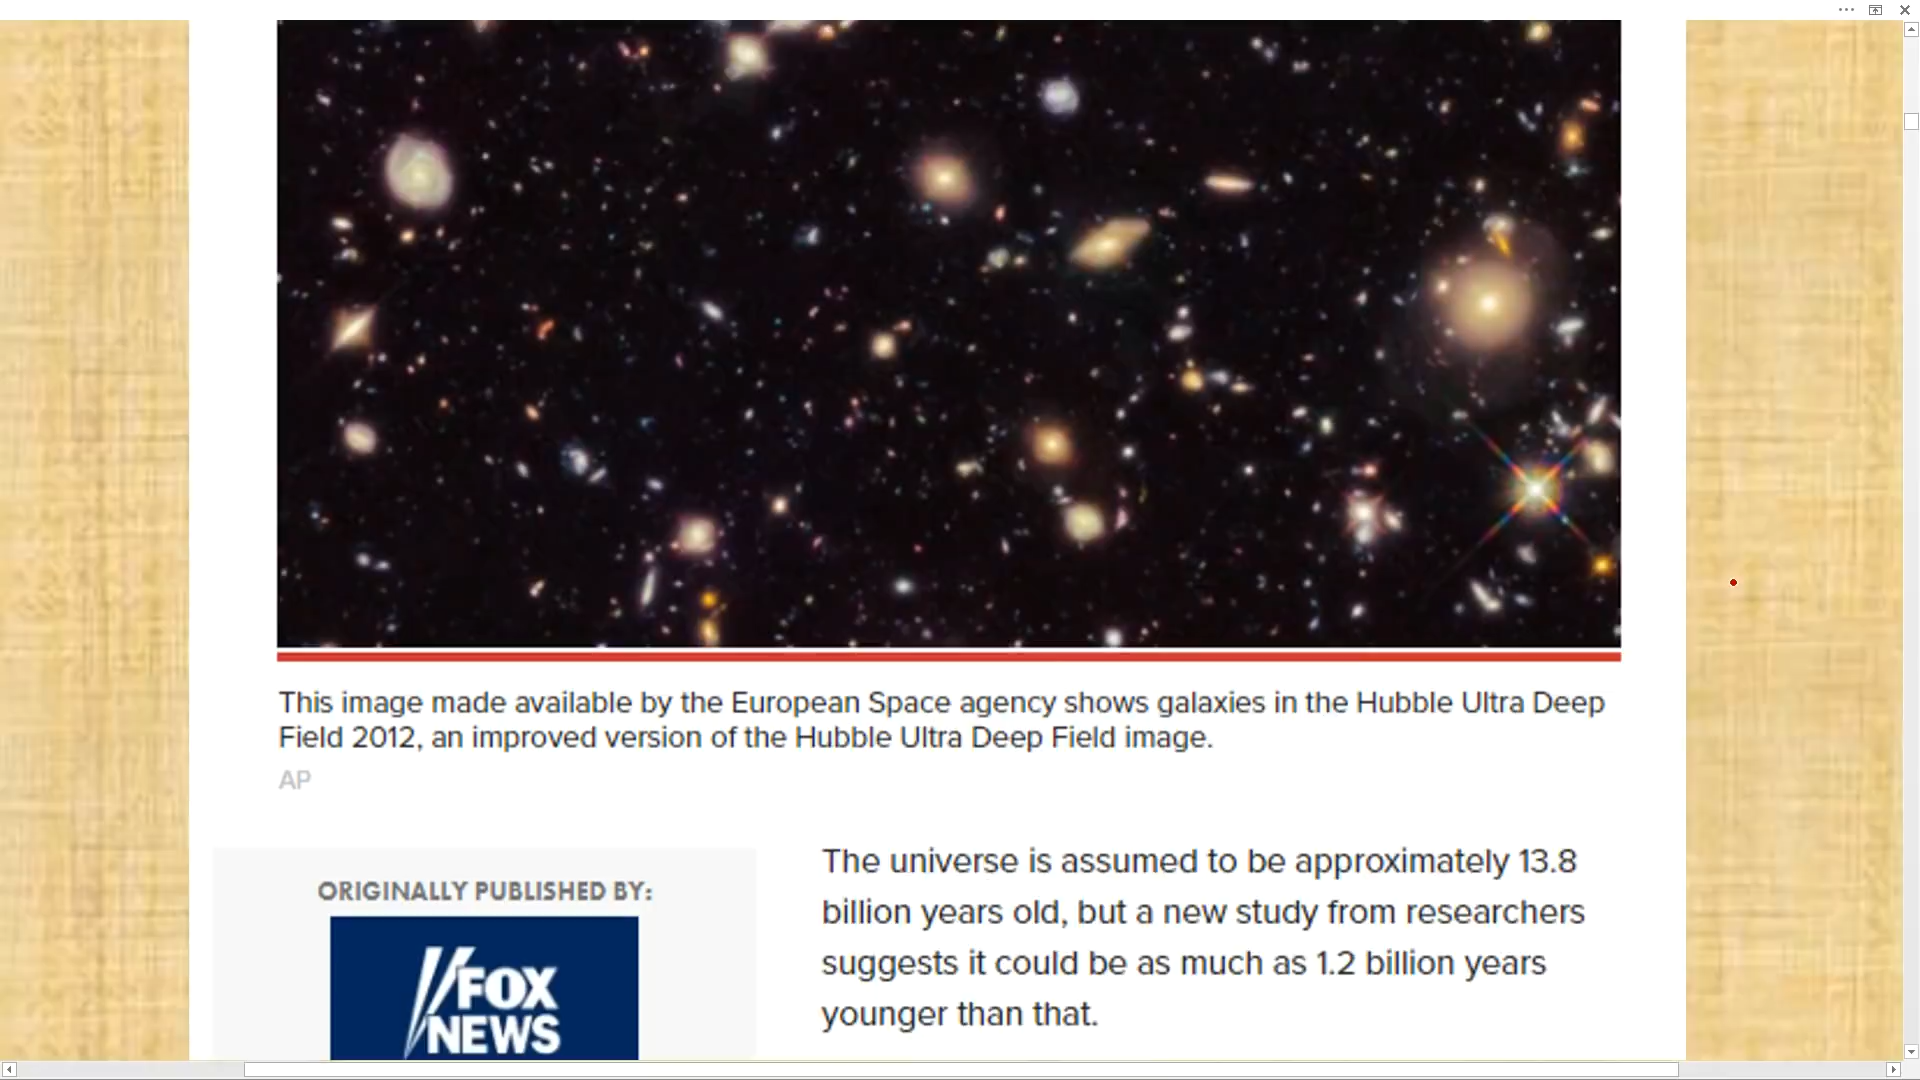 This image made available by the European Space agency shows galaxies in the Hubble Ultra Deep
Field 2012, an improved version of the Hubble Ultra Deep Field image.
AP
ORIGINALLY PUBLISHED BY:
FOX
NEWS
The universe is assumed to be approximately 13.8
billion years old, but a new study from researchers
suggests it could be as much as 1.2 billion years
younger than that.